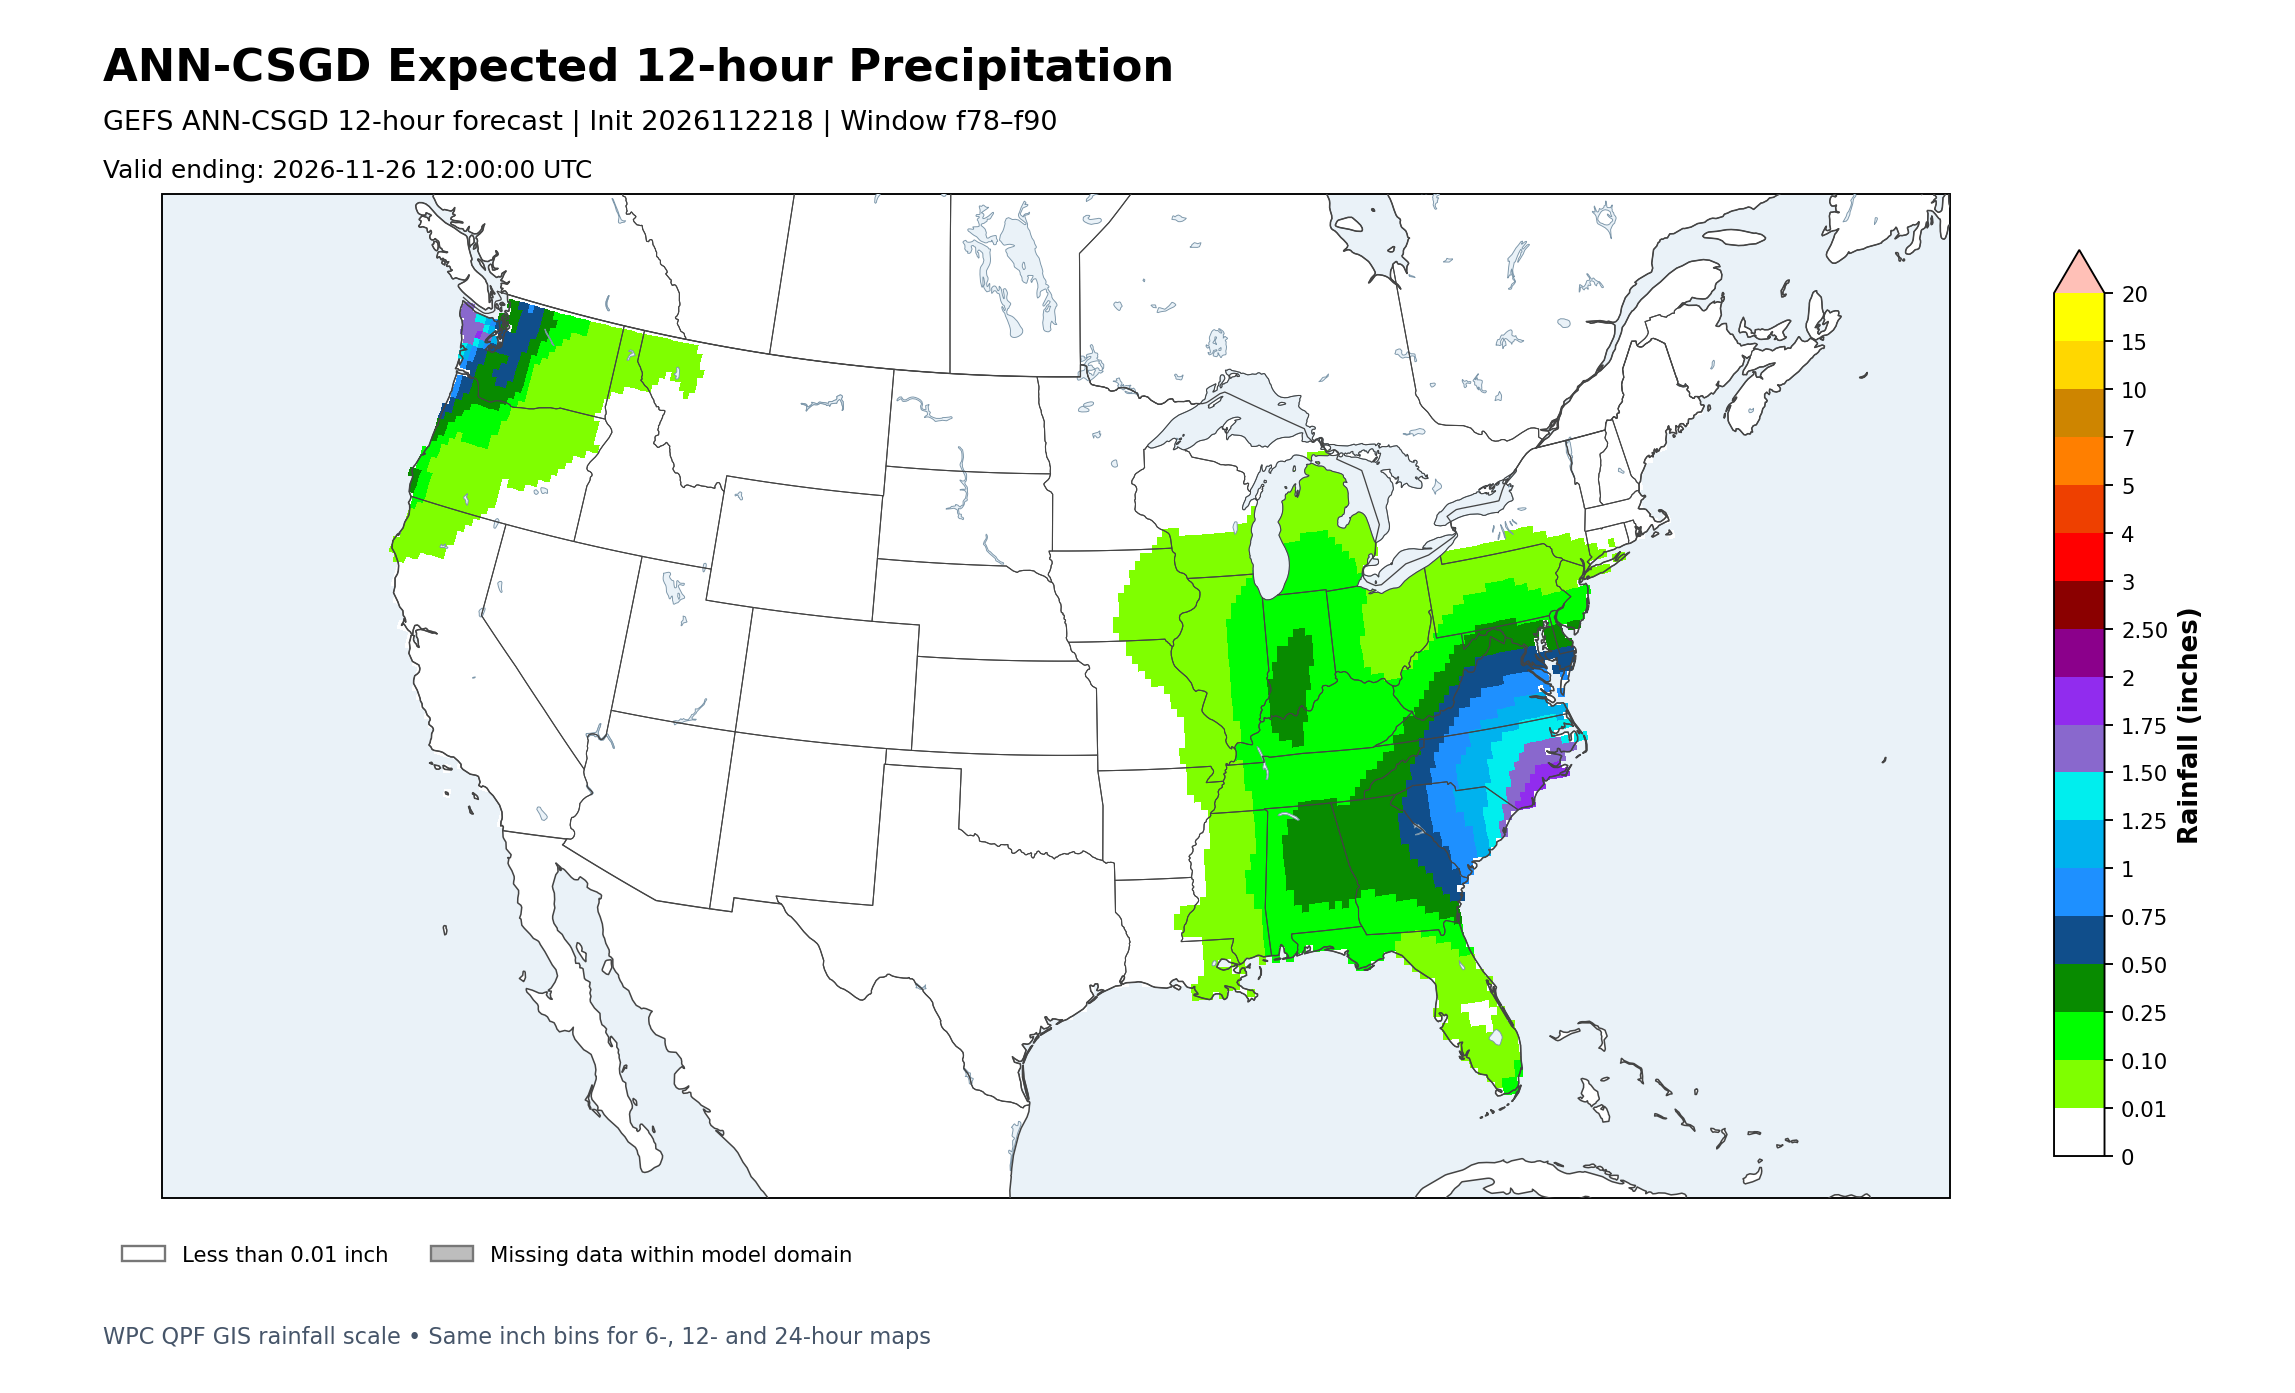 ANN-CSGD Expected 12-hour Precipitation
GEFS ANN-CSGD 12-hour forecast | Init 2026112218 | Window f78–f90
Valid ending: 2026-11-26 12:00:00 UTC
20
15
10
7
5
4
3
2.50
2
1.75
1.50
1.25
1
0.75
0.50
0.25
0.10
0.01
0
Rainfall (inches)
Less than 0.01 inch
Missing data within model domain
WPC QPF GIS rainfall scale • Same inch bins for 6-, 12- and 24-hour maps